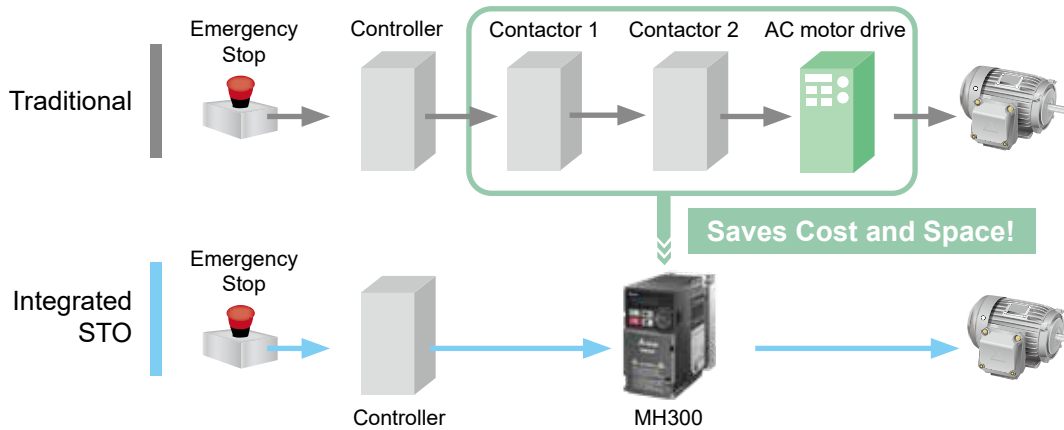 Emergency
Stop
Controller
Contactor 1
Contactor 2
AC motor drive
Traditional
Saves Cost and Space!
Emergency
Stop
Integrated
STO
Controller
MH300